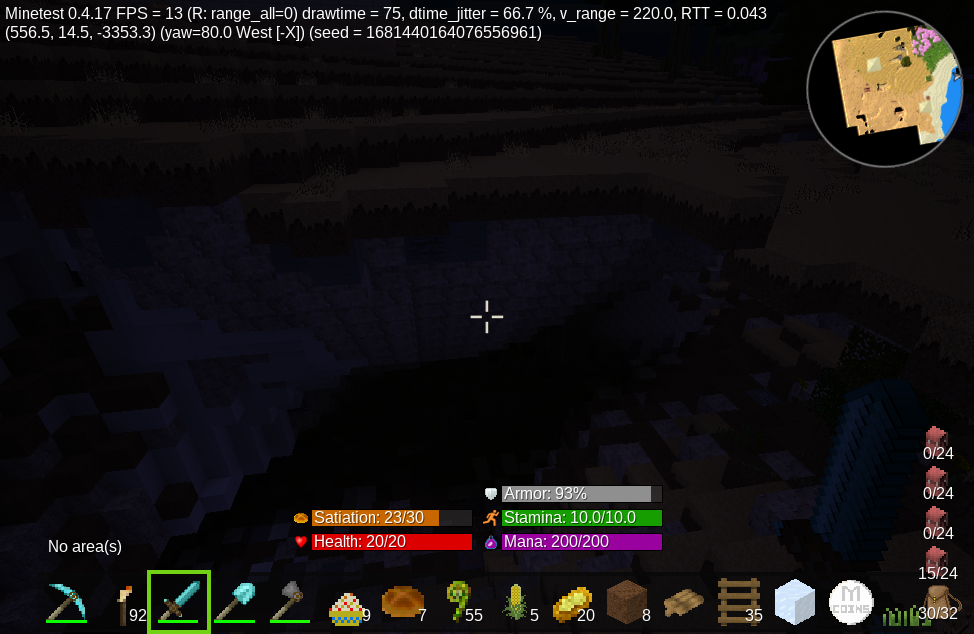 Minetest 0.4.17 FPS = 13 (R: range_all=0) drawtime = 75, dtime_jitter = 66.7 %, v_range = 220.0, RTT = 0.043
(556.5, 14.5, -3353.3) (yaw=80.0 West [-X]) (seed = 1681440164076556961)
0/24
0/24
0/24
15/24
Armor: 93%
Satiation: 23/30
Stamina: 10.0/10.0
Health: 20/20
Mana: 200/200
No area(s)
92
9
7
55
5
20
8
35
M
COINS
30/32